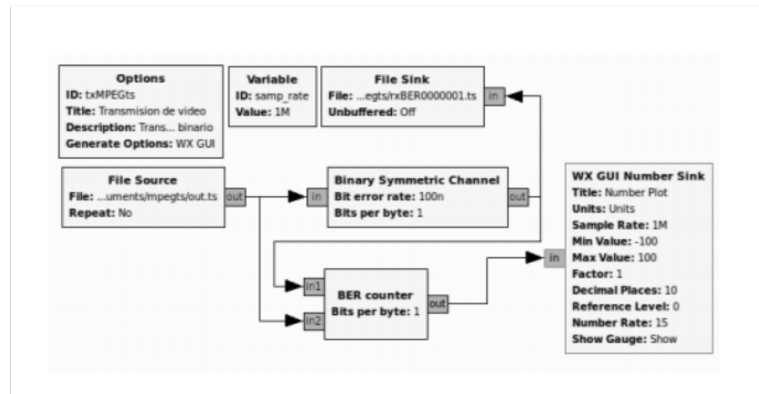 Options
ID: txMPEGts
Title: Transmision de video
Description: Trans... binario
Generate Options: WX GUI
Variable
ID: samp_rate
Value: 1M
File Sink
File: ...egts/rxBER0000001.ts
Unbuffered: Off
in
File Source
File: ...uments/mpegts/out.ts
Repeat: No
out
in
Binary Symmetric Channel
Bit error rate: 100n
Bits per byte: 1
out
in1
in2
BER counter
Bits per byte: 1
out
in
WX GUI Number Sink
Title: Number Plot
Units: Units
Sample Rate: 1M
Min Value: -100
Max Value: 100
Factor: 1
Decimal Places: 10
Reference Level: 0
Number Rate: 15
Show Gauge: Show